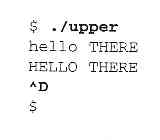 $ ./upper
hello THERE
HELLO THERE
^D
$